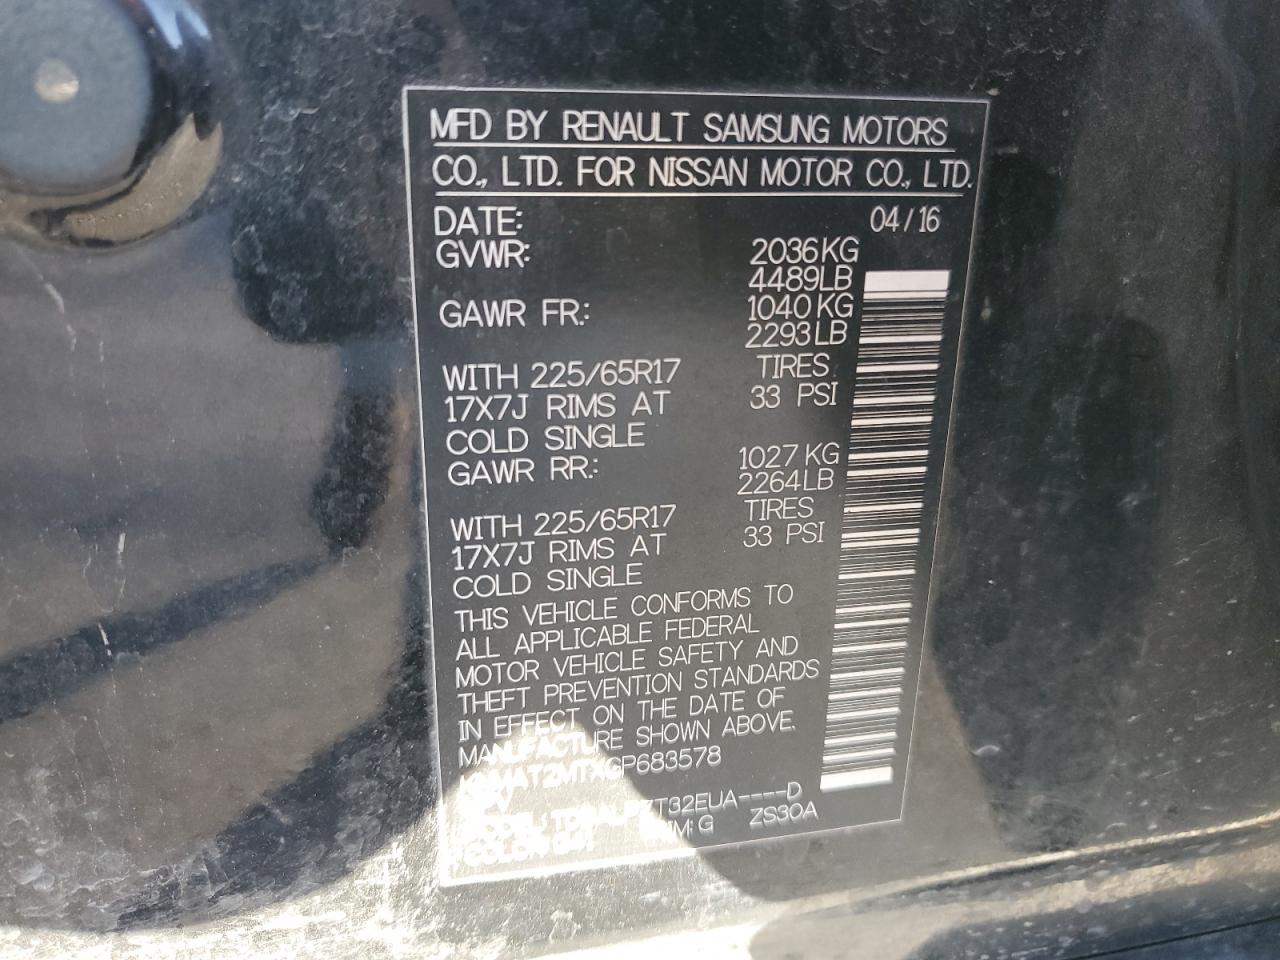 MFD BY RENAULT SAMSUNG MOTORS
CO., LTD. FOR NISSAN MOTOR CO., LTD.
DATE: 04/16
GVWR: 2036KG
4489LB
GAWR FR.: 1040KG
2293LB
WITH 225/65R17 TIRES
17X7J RIMS AT 33 PSI
COLD SINGLE
GAWR RR.: 1027KG
2264LB
WITH 225/65R17 TIRES
17X7J RIMS AT 33 PSI
COLD SINGLE
THIS VEHICLE CONFORMS TO
ALL APPLICABLE FEDERAL
MOTOR VEHICLE SAFETY AND
THEFT PREVENTION STANDARDS
IN EFFECT ON THE DATE OF
MANUFACTURE SHOWN ABOVE.
ZS30A